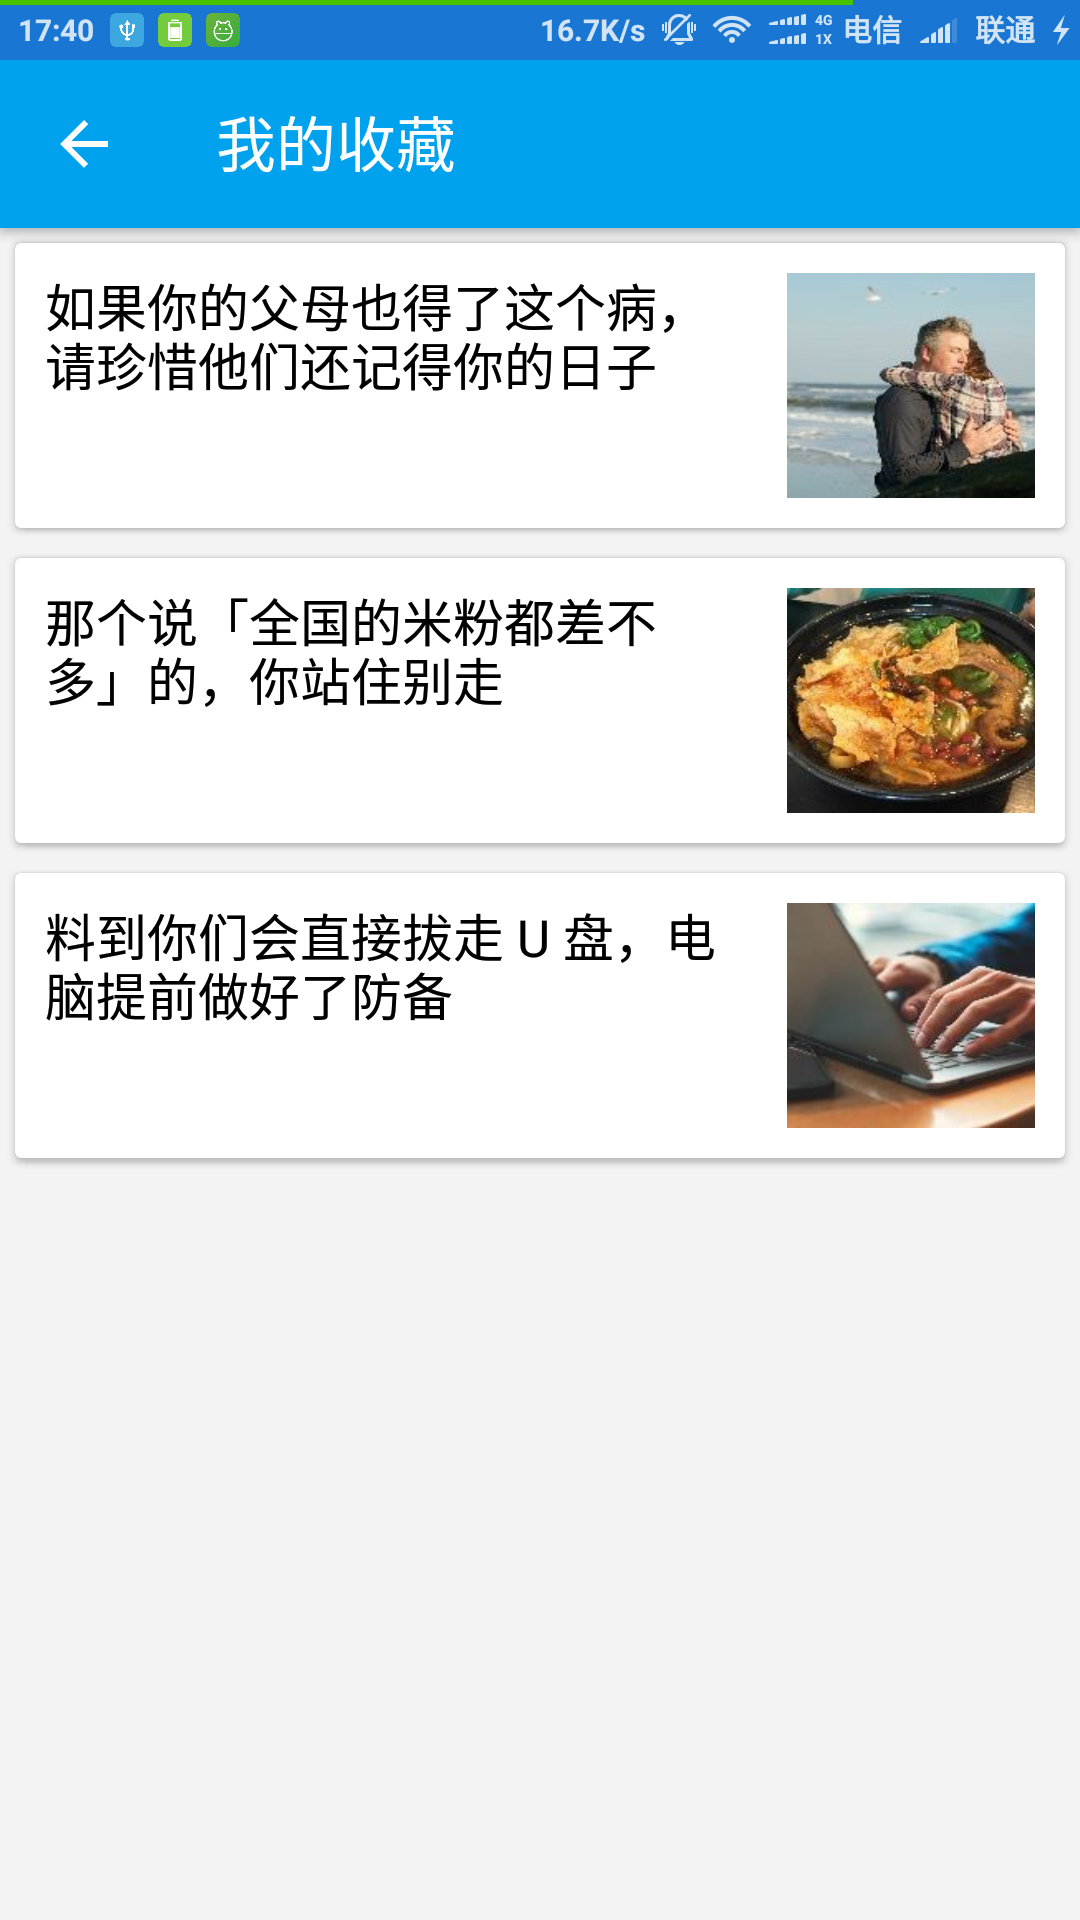 17:40 16.7K/s 4G 1X 电信 联通
我的收藏
如果你的父母也得了这个病，
请珍惜他们还记得你的日子
那个说「全国的米粉都差不
多」的，你站住别走
料到你们会直接拔走 U 盘，电
脑提前做好了防备